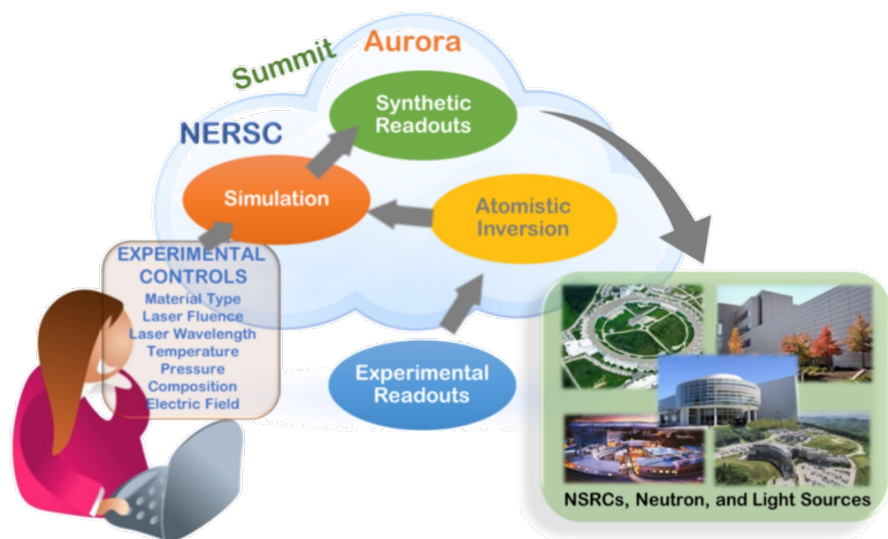 Aurora
Summit
Synthetic
Readouts
NERSC
Simulation
Atomistic
Inversion
EXPERIMENTAL
CONTROLS
Material Type
Laser Fluence
Laser Wavelength
Temperature
Pressure
Composition
Electric Field
Experimental
Readouts
NSRCs, Neutron, and Light Sources